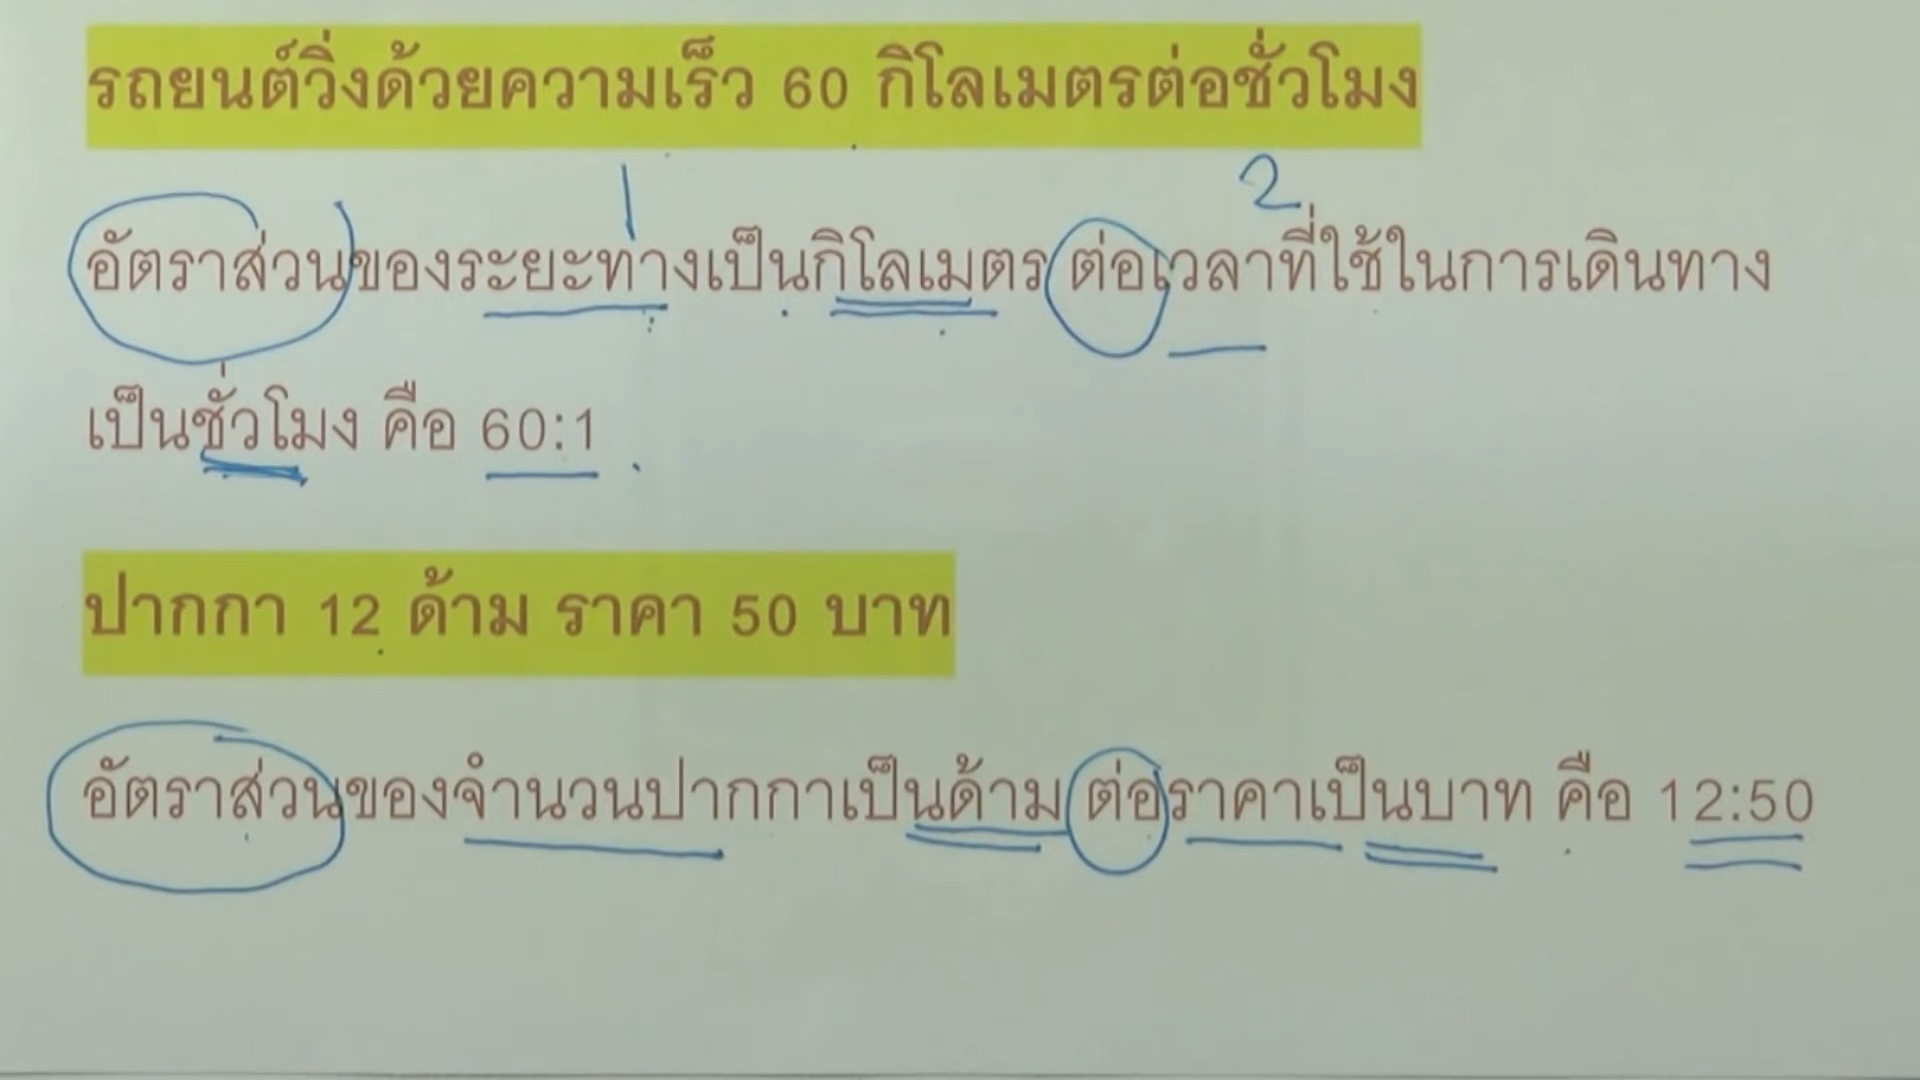 รถยนต์วิ่งด้วยความเร็ว 60 กิโลเมตรต่อชั่วโมง
1 2
อัตราส่วนของระยะทางเป็นกิโลเมตร ต่อเวลาที่ใช้ในการเดินทาง
เป็นชั่วโมง คือ 60:1
ปากกา 12 ด้าม ราคา 50 บาท
อัตราส่วนของจำนวนปากกาเป็นด้าม ต่อราคาเป็นบาท คือ 12:50